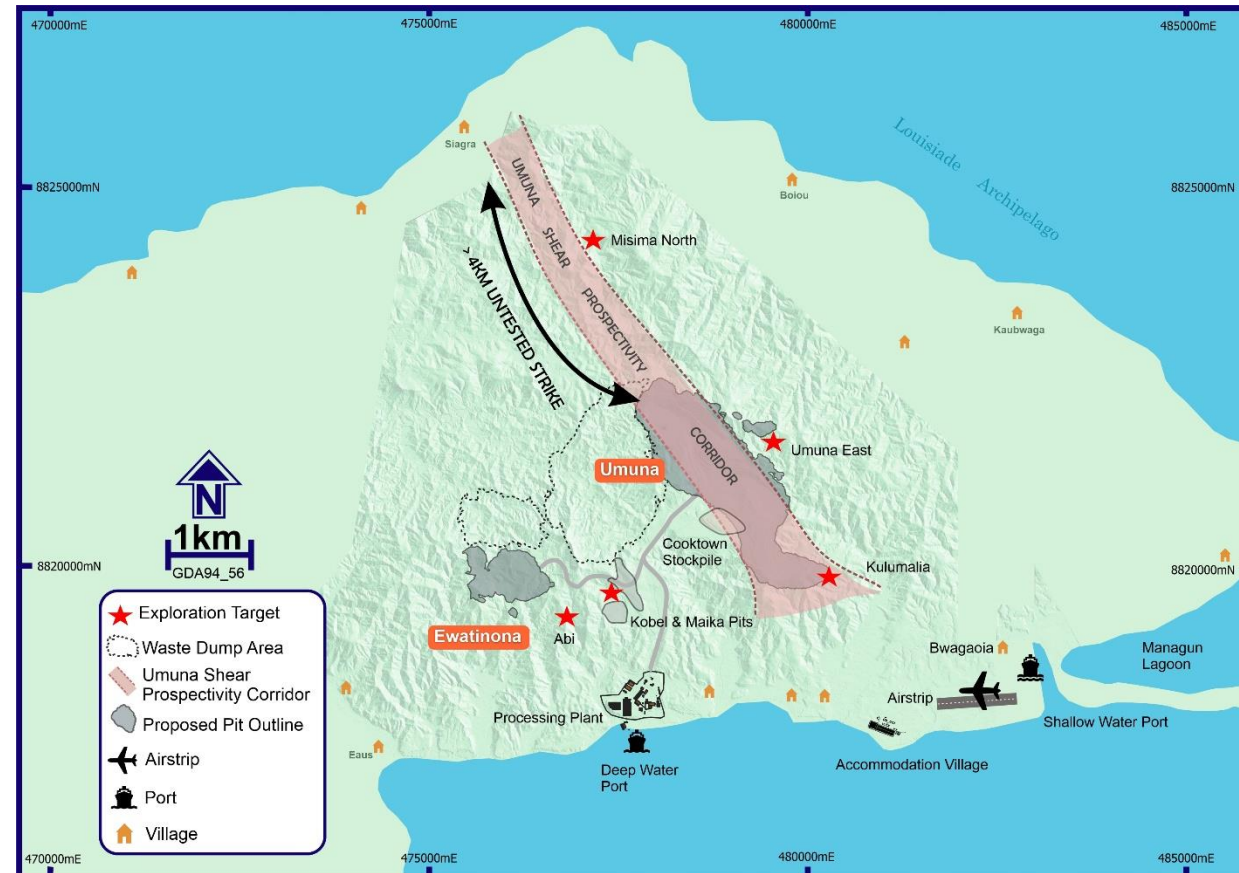 470000mE
475000mE
480000mE
485000mE
Louisiade Archipelago
Siagra
8825000mN
8825000mN
Boiou
UMUNA SHEAR PROSPECTIVITY CORRIDOR
Misima North
> 4KM UNTESTED STRIKE
Kaubwaga
Umuna East
Umuna
N
1km
GDA94_56
Cooktown
Stockpile
8820000mN
8820000mN
Kulumalia
Exploration Target
Waste Dump Area
Umuna Shear
Prospectivity Corridor
Proposed Pit Outline
Airstrip
Port
Village
Kobel & Maika Pits
Ewatinona
Abi
Bwagaoia
Managun
Lagoon
Airstrip
Processing Plant
Shallow Water Port
Eaus
Deep Water
Port
Accommodation Village
470000mE
475000mE
480000mE
485000mE